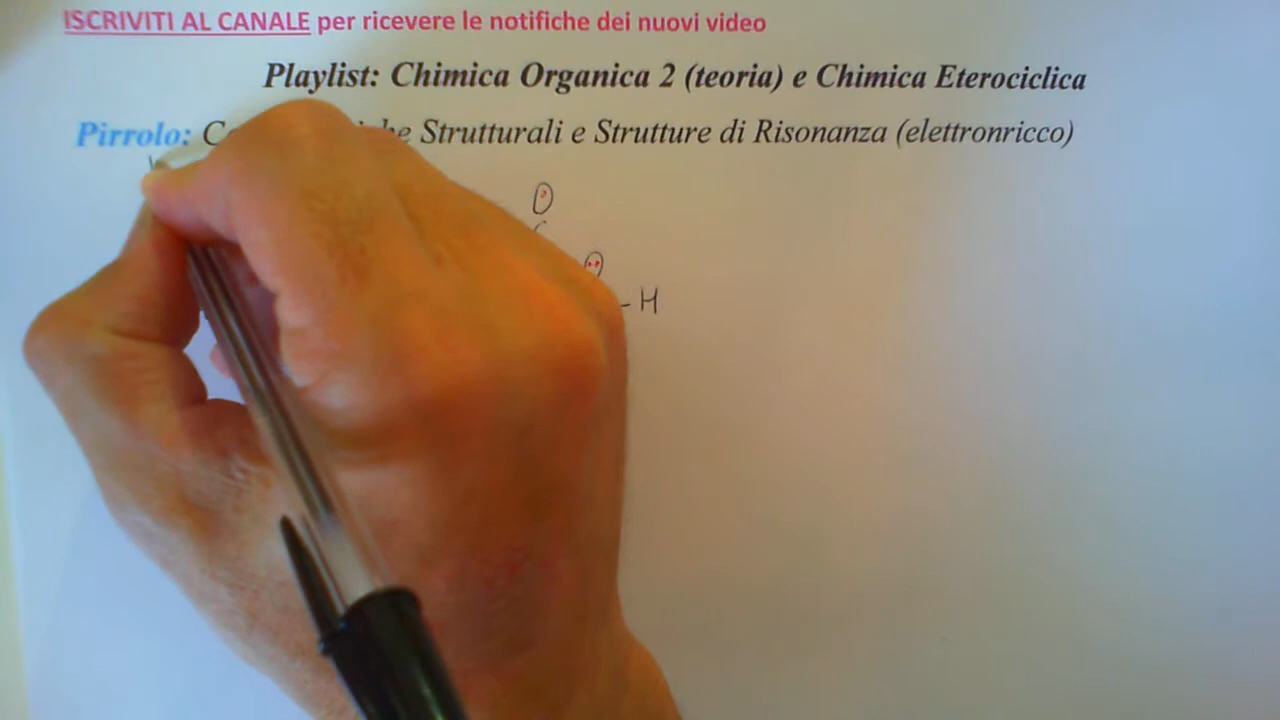 ISCRIVITI AL CANALE per ricevere le notifiche dei nuovi video
Playlist: Chimica Organica 2 (teoria) e Chimica Eterociclica
Pirrolo: Strutturali e Strutture di Risonanza (elettronricco)
H